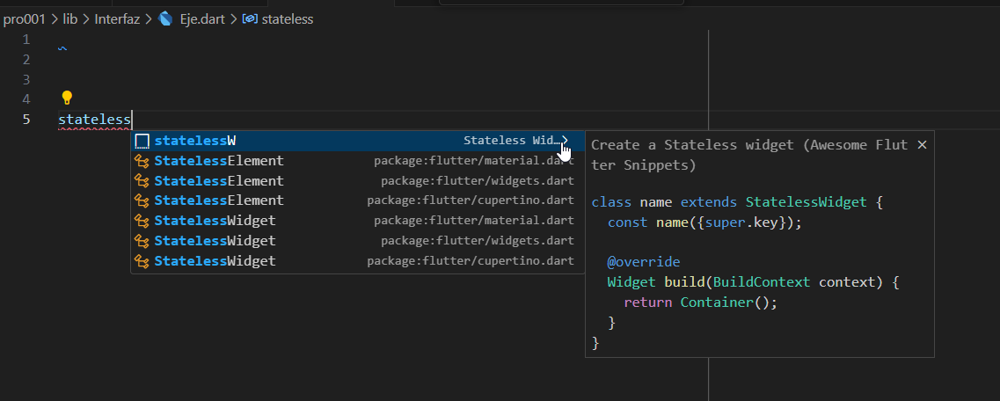 pro001 > lib > Interfaz > Eje.dart > stateless
1
2
3
4
5 stateless
statelessW Stateless Wid…>
StatelessElement package:flutter/material.dart
StatelessElement package:flutter/widgets.dart
StatelessElement package:flutter/cupertino.dart
StatelessWidget package:flutter/material.dart
StatelessWidget package:flutter/widgets.dart
StatelessWidget package:flutter/cupertino.dart
Create a Stateless widget (Awesome Flut
ter Snippets)
class name extends StatelessWidget {
  const name({super.key});
  @override
  Widget build(BuildContext context) {
    return Container();
  }
}